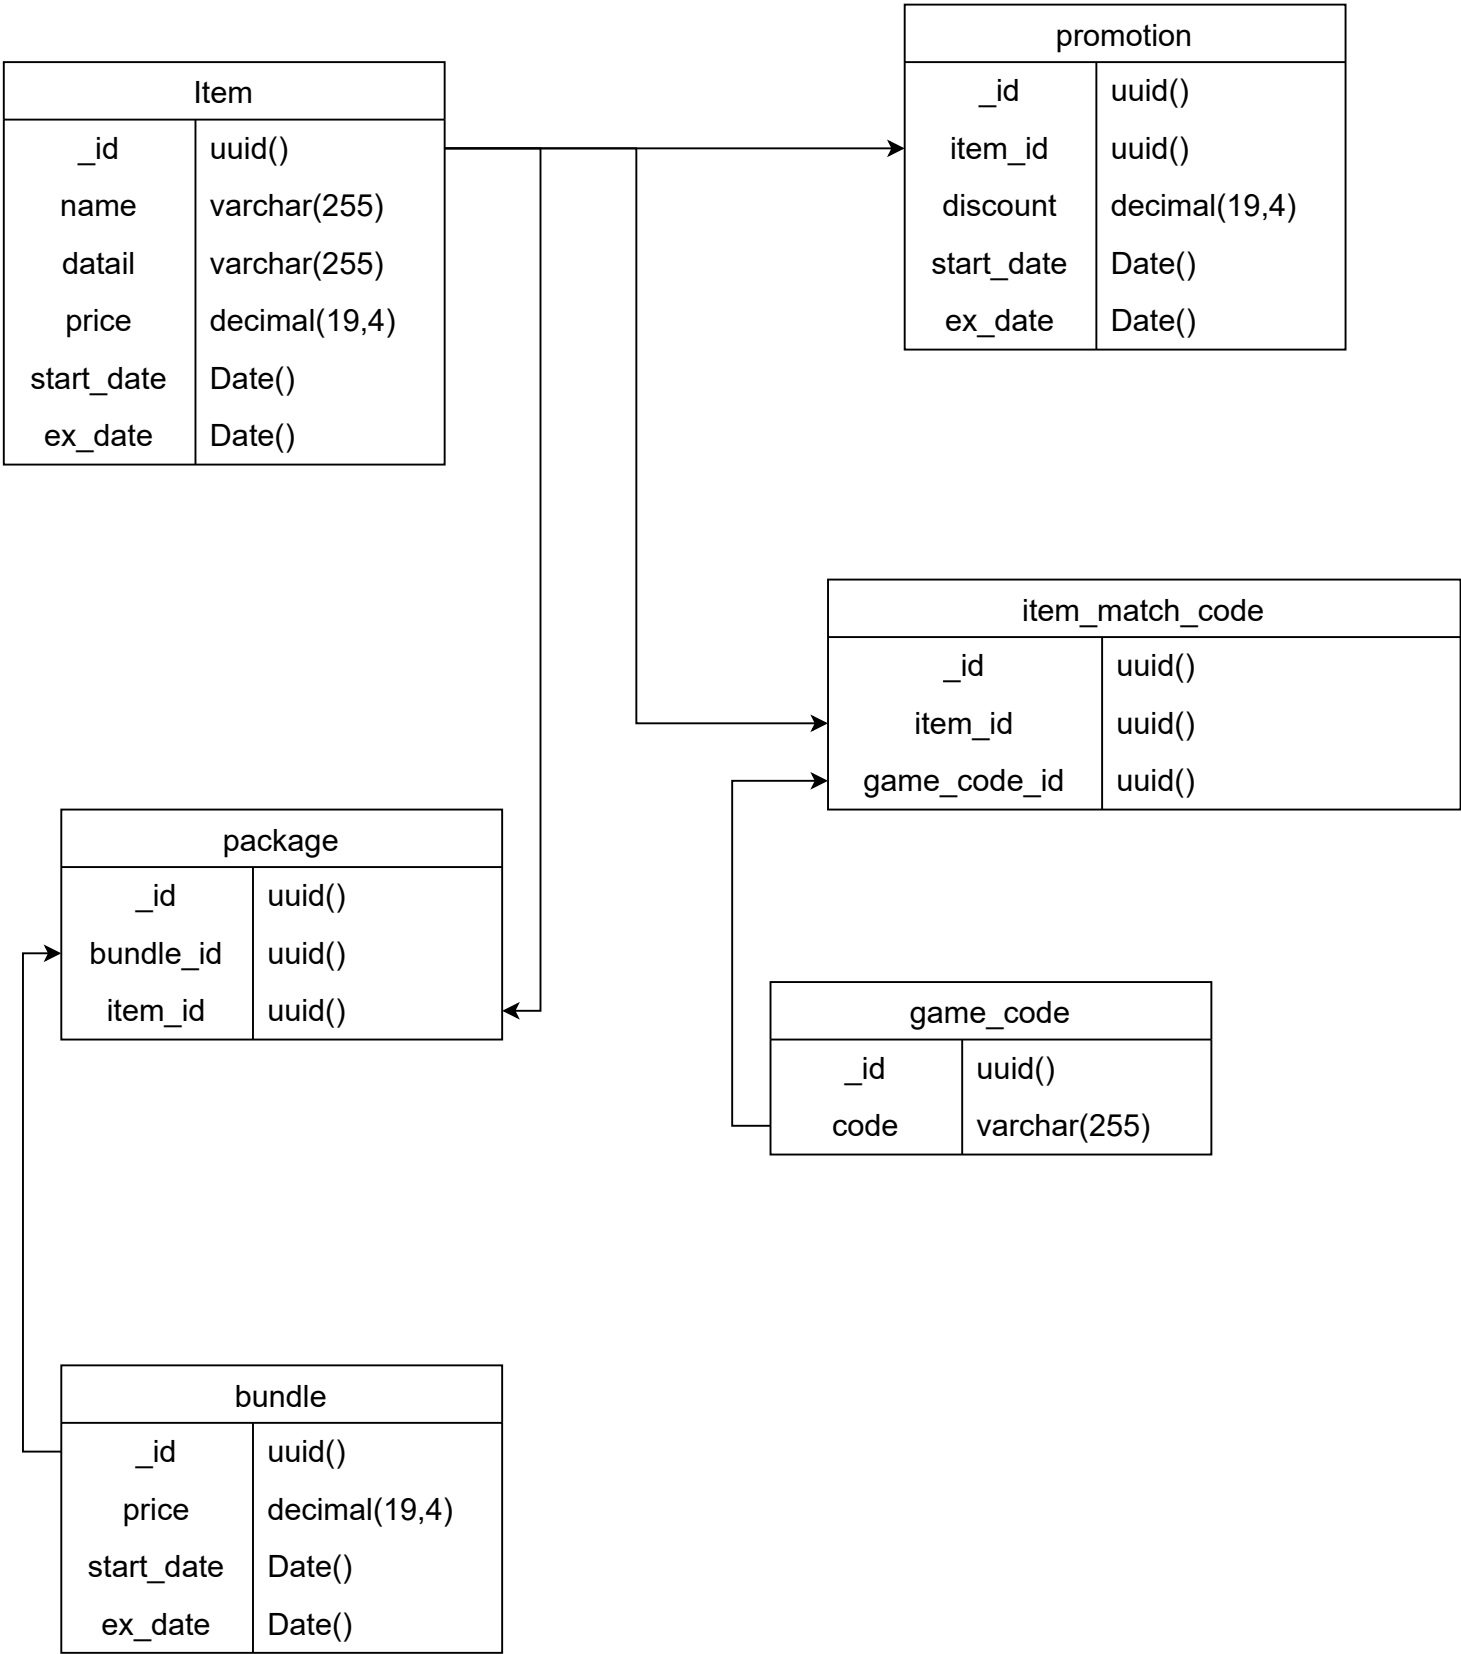 Item
_id uuid()
name varchar(255)
datail varchar(255)
price decimal(19,4)
start_date Date()
ex_date Date()
promotion
_id uuid()
item_id uuid()
discount decimal(19,4)
start_date Date()
ex_date Date()
item_match_code
_id uuid()
item_id uuid()
game_code_id uuid()
package
_id uuid()
bundle_id uuid()
item_id uuid()
game_code
_id uuid()
code varchar(255)
bundle
_id uuid()
price decimal(19,4)
start_date Date()
ex_date Date()